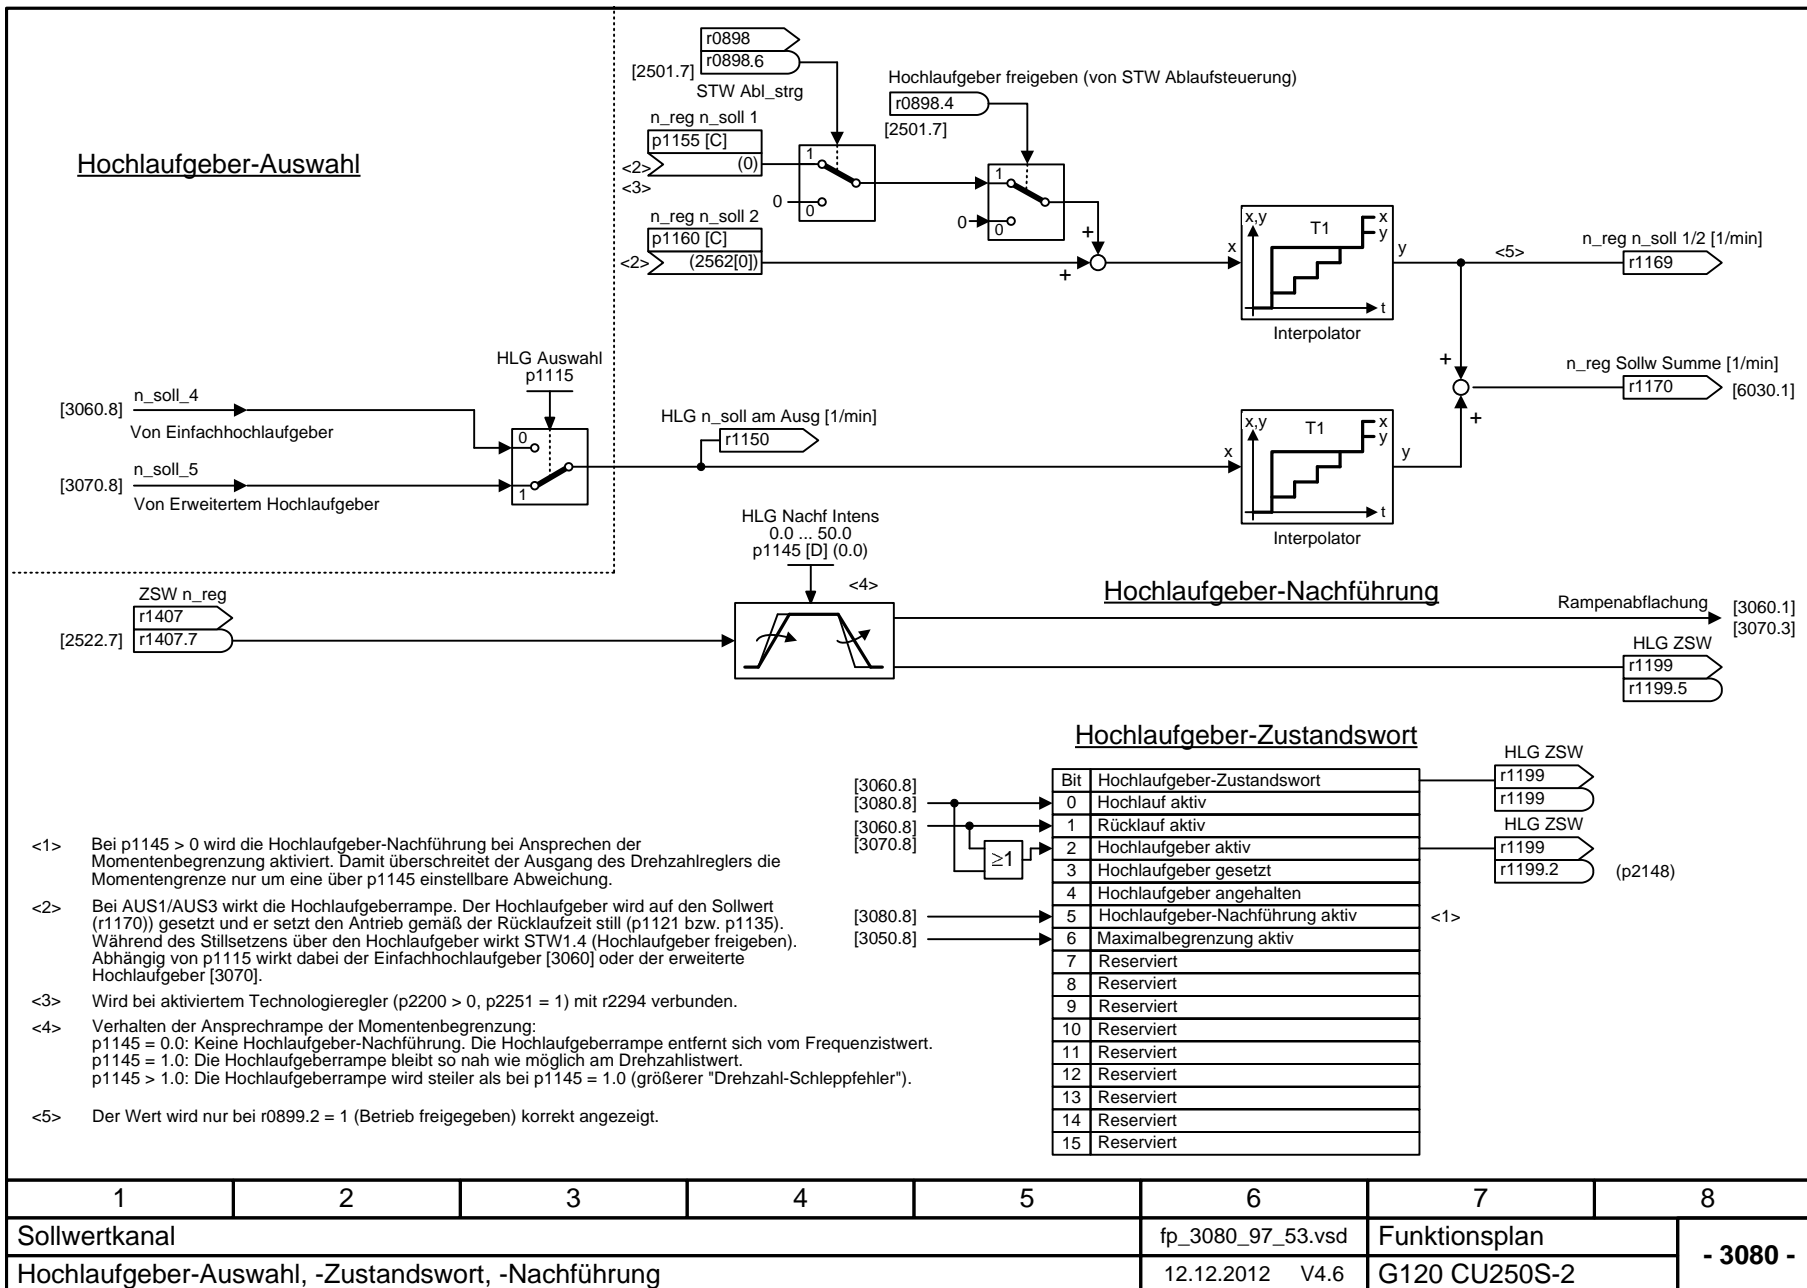 r0898
r0898.6
[2501.7]
STW Abl_strg
Hochlaufgeber freigeben (von STW Ablaufsteuerung)
r0898.4
[2501.7]
Hochlaufgeber-Auswahl
n_reg n_soll 1
p1155 [C]
(0)
<2>
<3>
1
0
0
1
0
0
n_reg n_soll 2
p1160 [C]
(2562[0])
<2>
+
+
x
x,y
T1
x
y
t
y
Interpolator
<5>
n_reg n_soll 1/2 [1/min]
r1169
HLG Auswahl
p1115
[3060.8]
n_soll_4
Von Einfachhochlaufgeber
[3070.8]
n_soll_5
Von Erweitertem Hochlaufgeber
0
1
HLG n_soll am Ausg [1/min]
r1150
x
x,y
T1
x
y
t
y
Interpolator
+
+
n_reg Sollw Summe [1/min]
r1170
[6030.1]
HLG Nachf Intens
0.0 ... 50.0
p1145 [D] (0.0)
<4>
ZSW n_reg
r1407
r1407.7
[2522.7]
Hochlaufgeber-Nachführung
Rampenabflachung
[3060.1]
[3070.3]
HLG ZSW
r1199
r1199.5
Hochlaufgeber-Zustandswort
[3060.8]
[3080.8]
[3060.8]
[3070.8]
≥1
[3080.8]
[3050.8]
Bit Hochlaufgeber-Zustandswort
0 Hochlauf aktiv
1 Rücklauf aktiv
2 Hochlaufgeber aktiv
3 Hochlaufgeber gesetzt
4 Hochlaufgeber angehalten
5 Hochlaufgeber-Nachführung aktiv
6 Maximalbegrenzung aktiv
7 Reserviert
8 Reserviert
9 Reserviert
10 Reserviert
11 Reserviert
12 Reserviert
13 Reserviert
14 Reserviert
15 Reserviert
HLG ZSW
r1199
r1199
HLG ZSW
r1199
r1199.2
(p2148)
<1>
<1> Bei p1145 > 0 wird die Hochlaufgeber-Nachführung bei Ansprechen der
Momentenbegrenzung aktiviert. Damit überschreitet der Ausgang des Drehzahlreglers die
Momentengrenze nur um eine über p1145 einstellbare Abweichung.
<2> Bei AUS1/AUS3 wirkt die Hochlaufgeberrampe. Der Hochlaufgeber wird auf den Sollwert
(r1170)) gesetzt und er setzt den Antrieb gemäß der Rücklaufzeit still (p1121 bzw. p1135).
Während des Stillsetzens über den Hochlaufgeber wirkt STW1.4 (Hochlaufgeber freigeben).
Abhängig von p1115 wirkt dabei der Einfachhochlaufgeber [3060] oder der erweiterte
Hochlaufgeber [3070].
<3> Wird bei aktiviertem Technologieregler (p2200 > 0, p2251 = 1) mit r2294 verbunden.
<4> Verhalten der Ansprechrampe der Momentenbegrenzung:
p1145 = 0.0: Keine Hochlaufgeber-Nachführung. Die Hochlaufgeberrampe entfernt sich vom Frequenzistwert.
p1145 = 1.0: Die Hochlaufgeberrampe bleibt so nah wie möglich am Drehzahlistwert.
p1145 > 1.0: Die Hochlaufgeberrampe wird steiler als bei p1145 = 1.0 (größerer "Drehzahl-Schleppfehler").
<5> Der Wert wird nur bei r0899.2 = 1 (Betrieb freigegeben) korrekt angezeigt.
1 2 3 4 5 6 7 8
Sollwertkanal
fp_3080_97_53.vsd
Funktionsplan
- 3080 -
Hochlaufgeber-Auswahl, -Zustandswort, -Nachführung
12.12.2012 V4.6
G120 CU250S-2